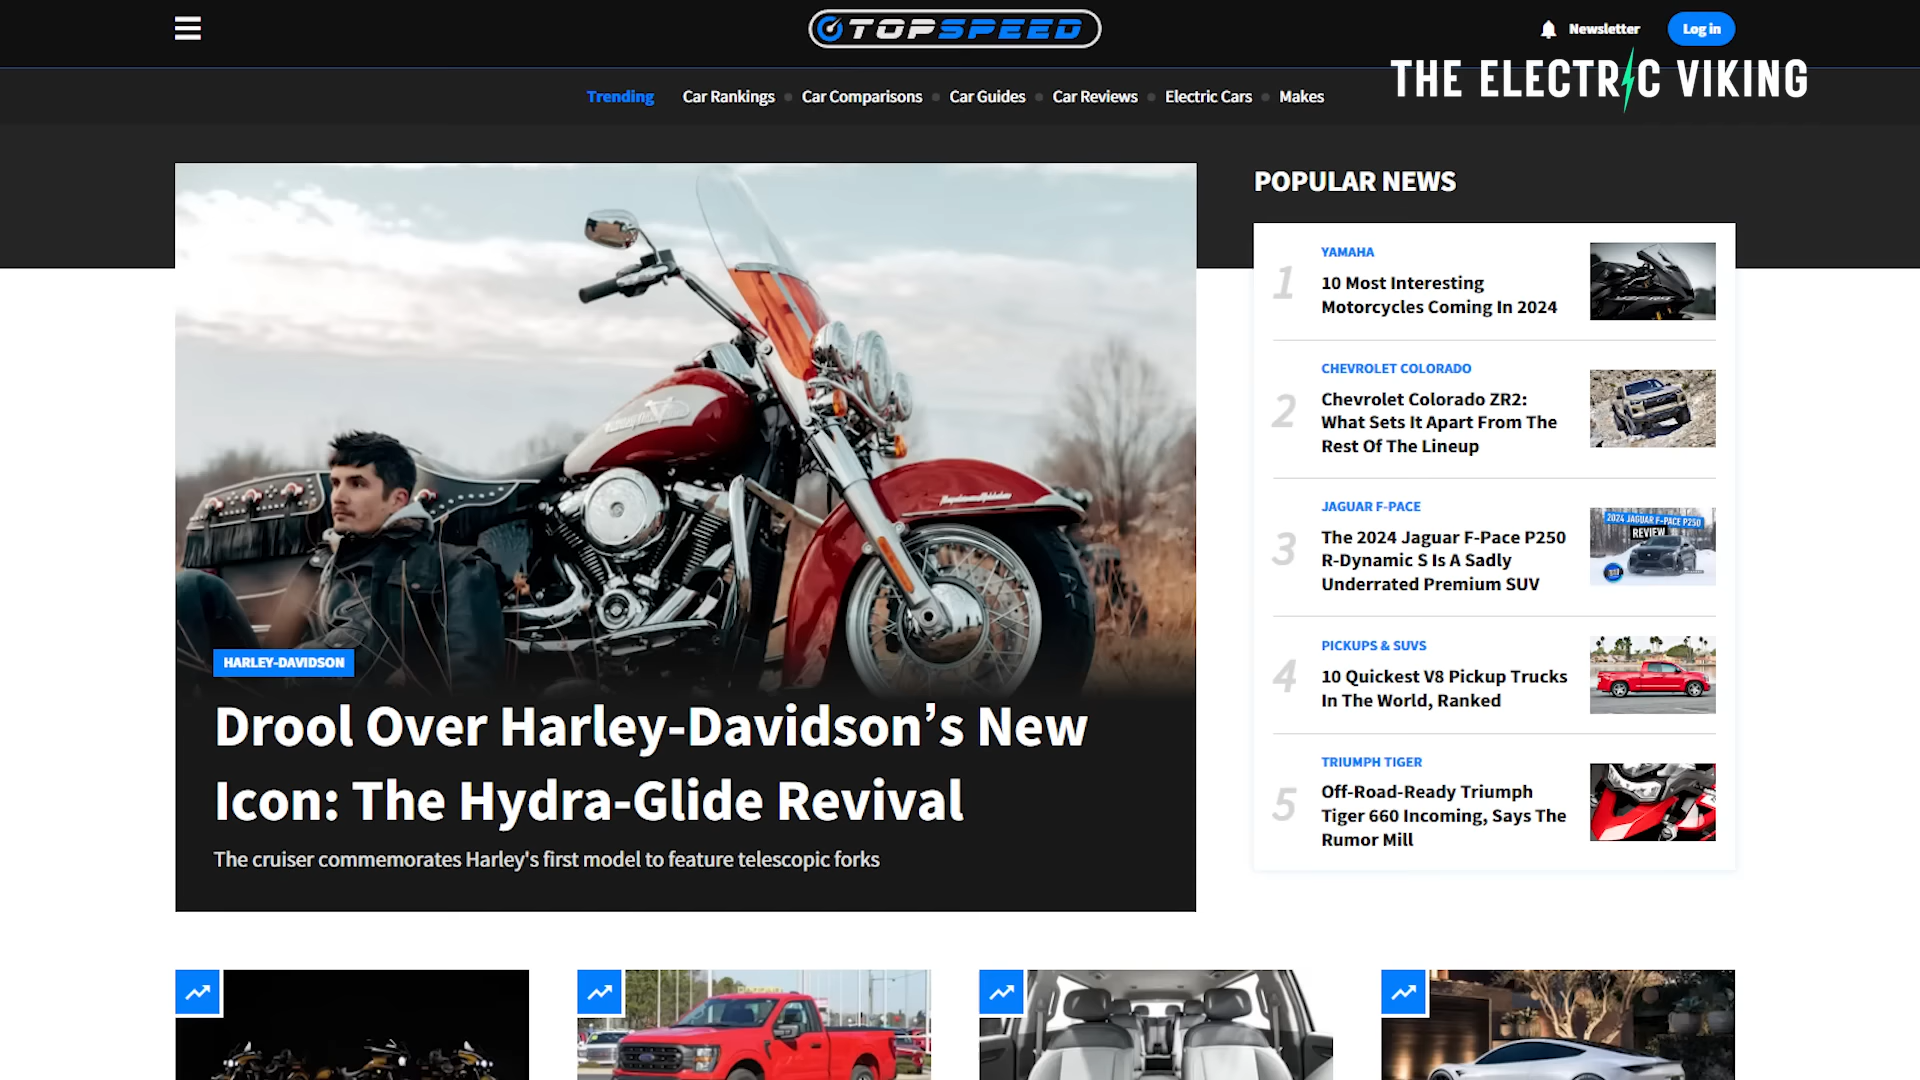 TOPSPEED
Newsletter
Log in
THE ELECTRIC VIKING
Trending
Car Rankings
Car Comparisons
Car Guides
Car Reviews
Electric Cars
Makes
HARLEY-DAVIDSON
Drool Over Harley-Davidson’s New
Icon: The Hydra-Glide Revival
The cruiser commemorates Harley's first model to feature telescopic forks
POPULAR NEWS
1
YAMAHA
10 Most Interesting
Motorcycles Coming In 2024
2
CHEVROLET COLORADO
Chevrolet Colorado ZR2:
What Sets It Apart From The
Rest Of The Lineup
3
JAGUAR F-PACE
The 2024 Jaguar F-Pace P250
R-Dynamic S Is A Sadly
Underrated Premium SUV
2024 JAGUAR F-PACE P250
REVIEW
4
PICKUPS & SUVS
10 Quickest V8 Pickup Trucks
In The World, Ranked
5
TRIUMPH TIGER
Off-Road-Ready Triumph
Tiger 660 Incoming, Says The
Rumor Mill